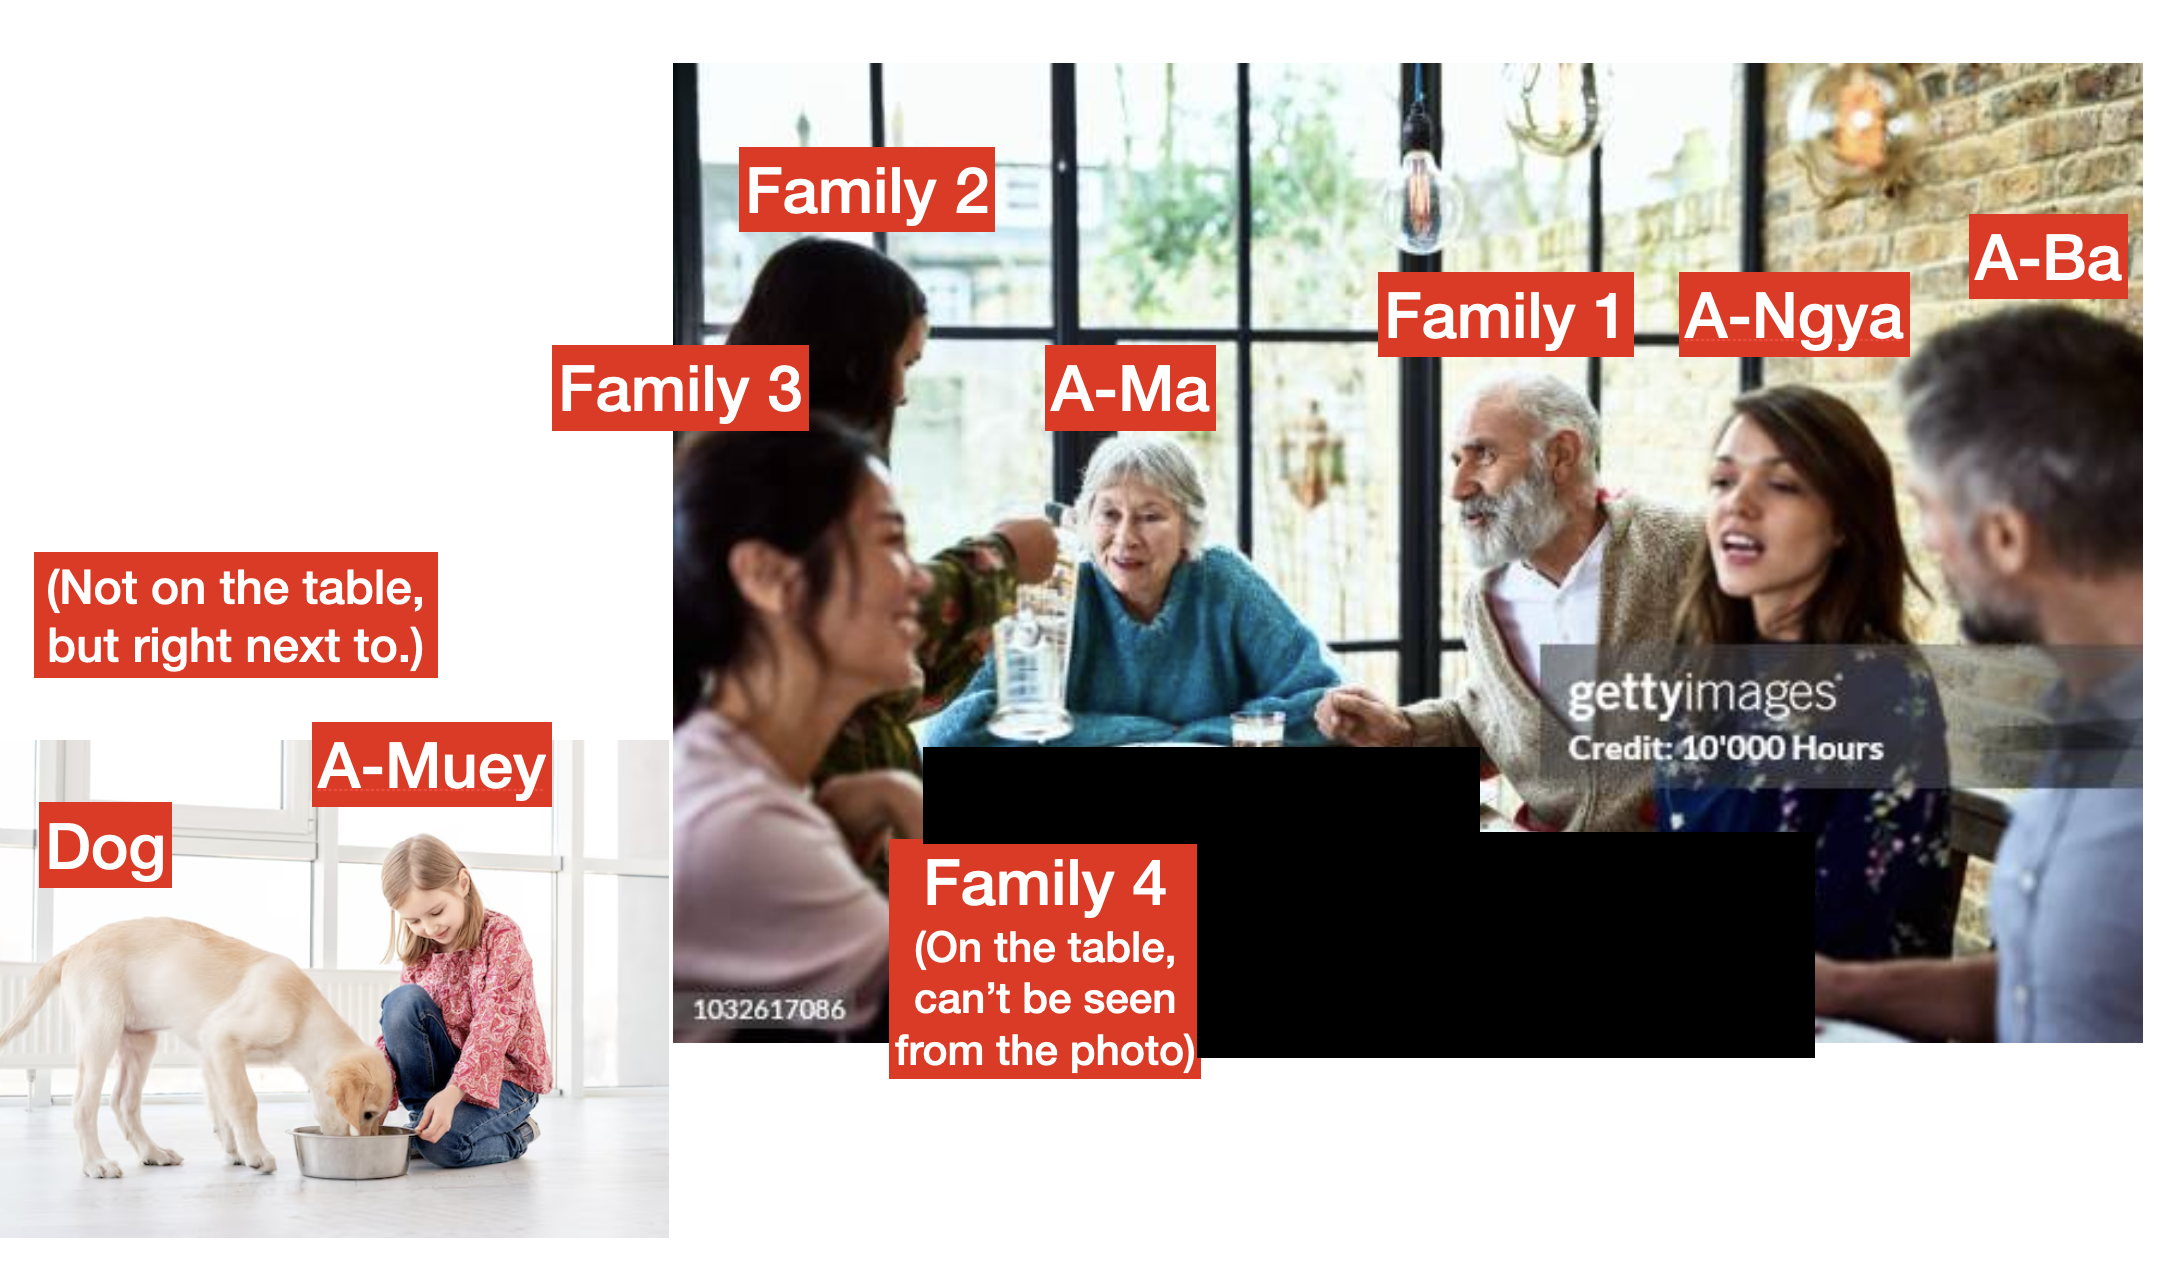 Family 2
A-Ba
Family 1
A-Ngya
Family 3
A-Ma
(Not on the table,
but right next to.)
gettyimages®
Credit: 10'000 Hours
A-Muey
Dog
Family 4
(On the table,
can't be seen
from the photo)
1032617086